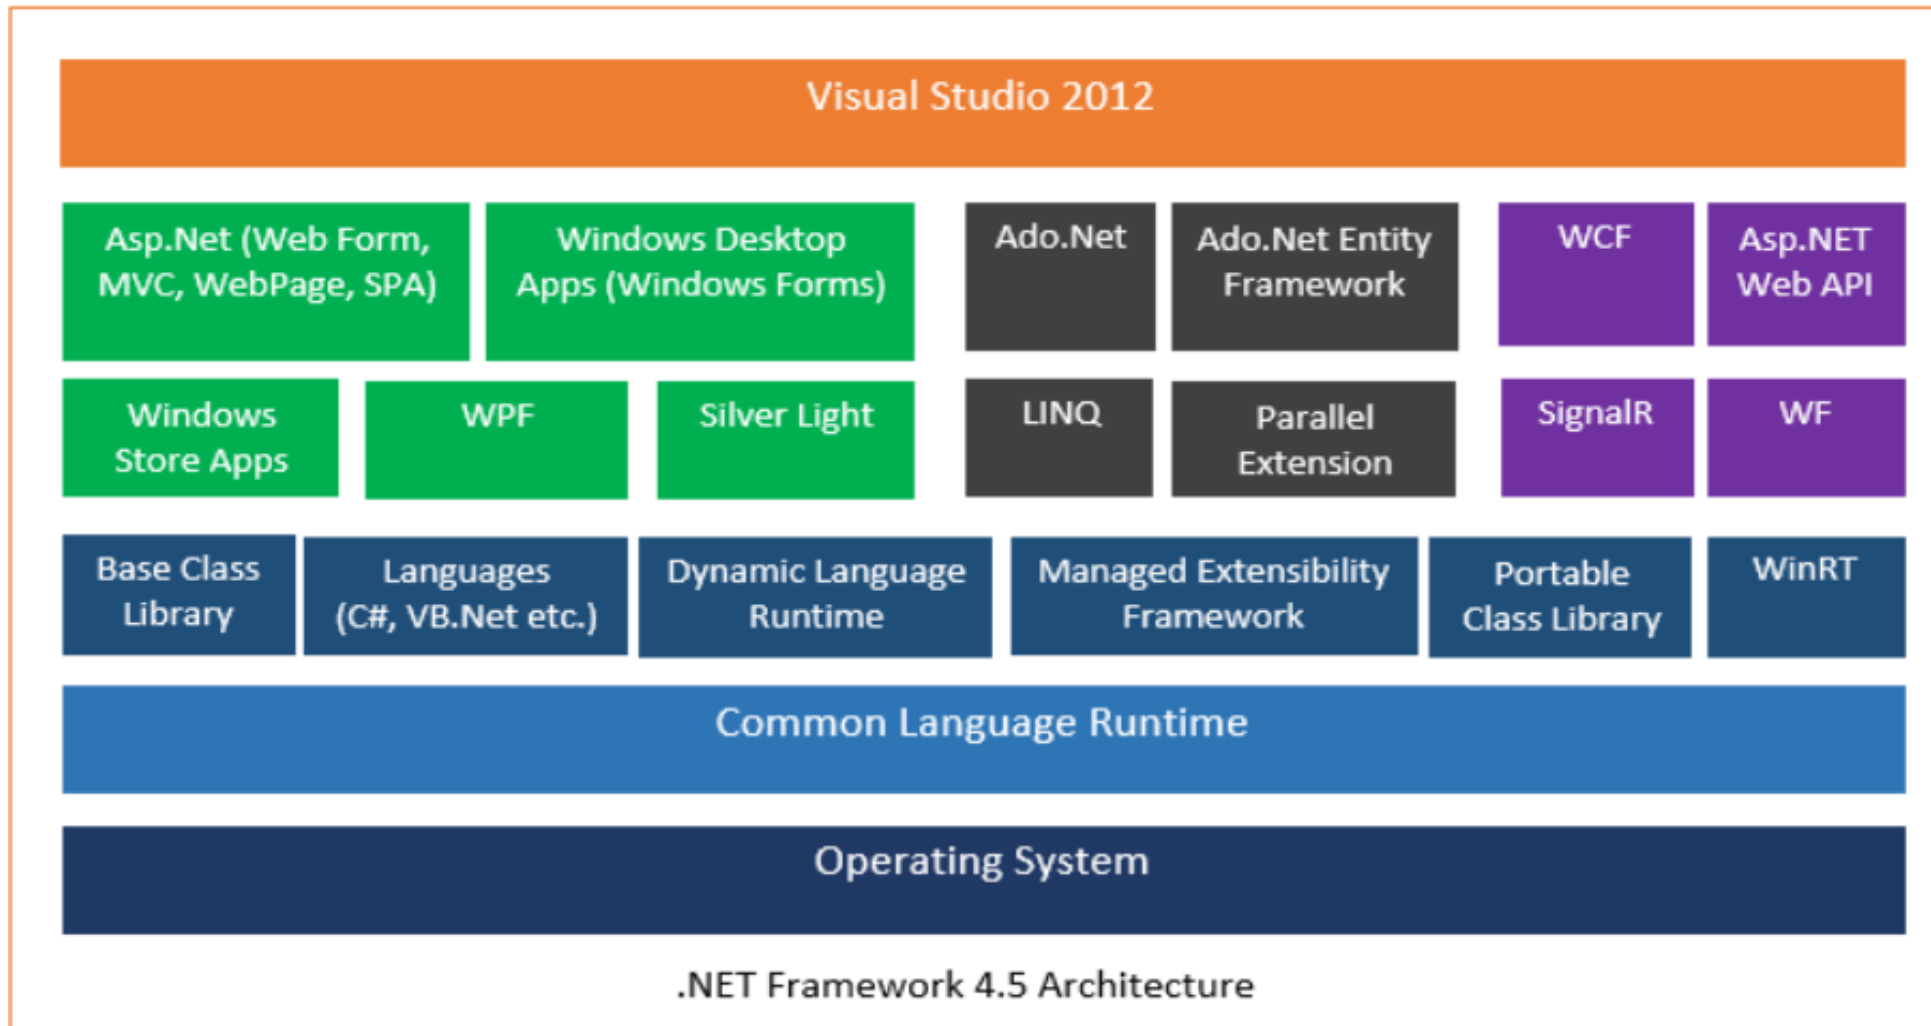 Visual Studio 2012
Asp.Net (Web Form,
MVC, WebPage, SPA)
Windows Desktop
Apps (Windows Forms)
Ado.Net
Ado.Net Entity
Framework
WCF
Asp.NET
Web API
Windows
Store Apps
WPF
Silver Light
LINQ
Parallel
Extension
SignalR
WF
Base Class
Library
Languages
(C#, VB.Net etc.)
Dynamic Language
Runtime
Managed Extensibility
Framework
Portable
Class Library
WinRT
Common Language Runtime
Operating System
.NET Framework 4.5 Architecture